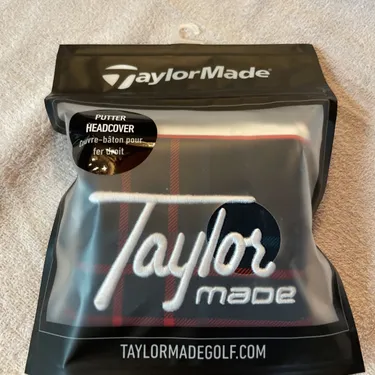 TaylorMade
PUTTER
HEADCOVER
Couvre-bâton pour
fer droit
Taylor
made
TAYLORMADEGOLF.COM